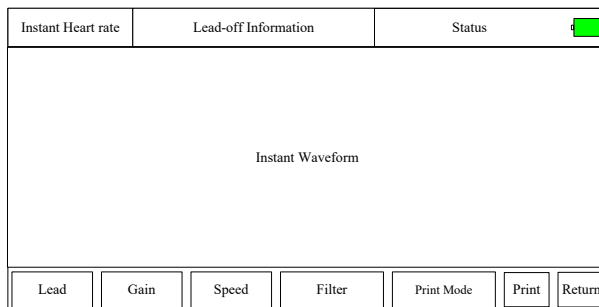 Instant Heart rate Lead-off Information Status
Instant Waveform
Lead Gain Speed Filter Print Mode Print Return